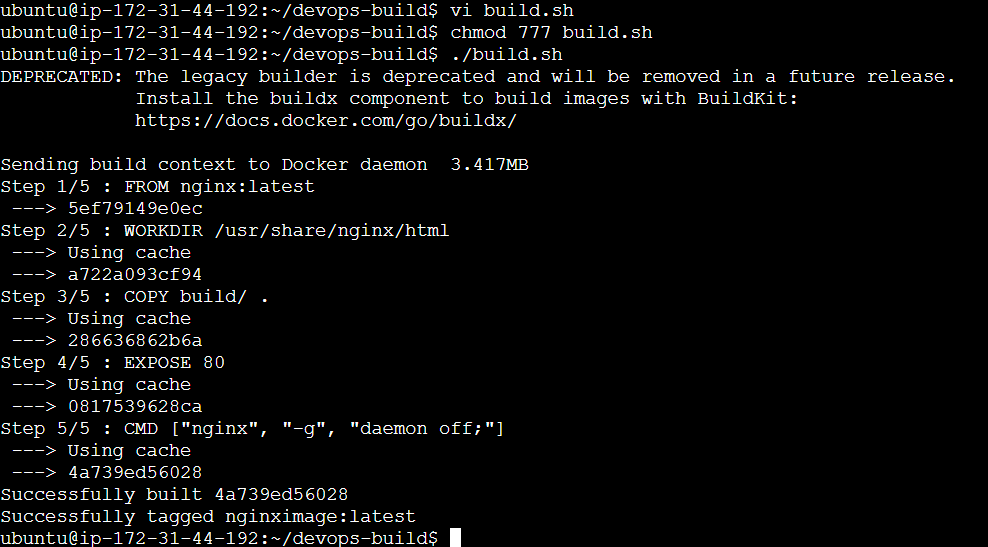 ubuntu@ip-172-31-44-192:~/devops-build$ vi build.sh
ubuntu@ip-172-31-44-192:~/devops-build$ chmod 777 build.sh
ubuntu@ip-172-31-44-192:~/devops-build$ ./build.sh
DEPRECATED: The legacy builder is deprecated and will be removed in a future release.
            Install the buildx component to build images with BuildKit:
            https://docs.docker.com/go/buildx/

Sending build context to Docker daemon  3.417MB
Step 1/5 : FROM nginx:latest
 ---> 5ef79149e0ec
Step 2/5 : WORKDIR /usr/share/nginx/html
 ---> Using cache
 ---> a722a093cf94
Step 3/5 : COPY build/ .
 ---> Using cache
 ---> 286636862b6a
Step 4/5 : EXPOSE 80
 ---> Using cache
 ---> 0817539628ca
Step 5/5 : CMD ["nginx", "-g", "daemon off;"]
 ---> Using cache
 ---> 4a739ed56028
Successfully built 4a739ed56028
Successfully tagged nginximage:latest
ubuntu@ip-172-31-44-192:~/devops-build$